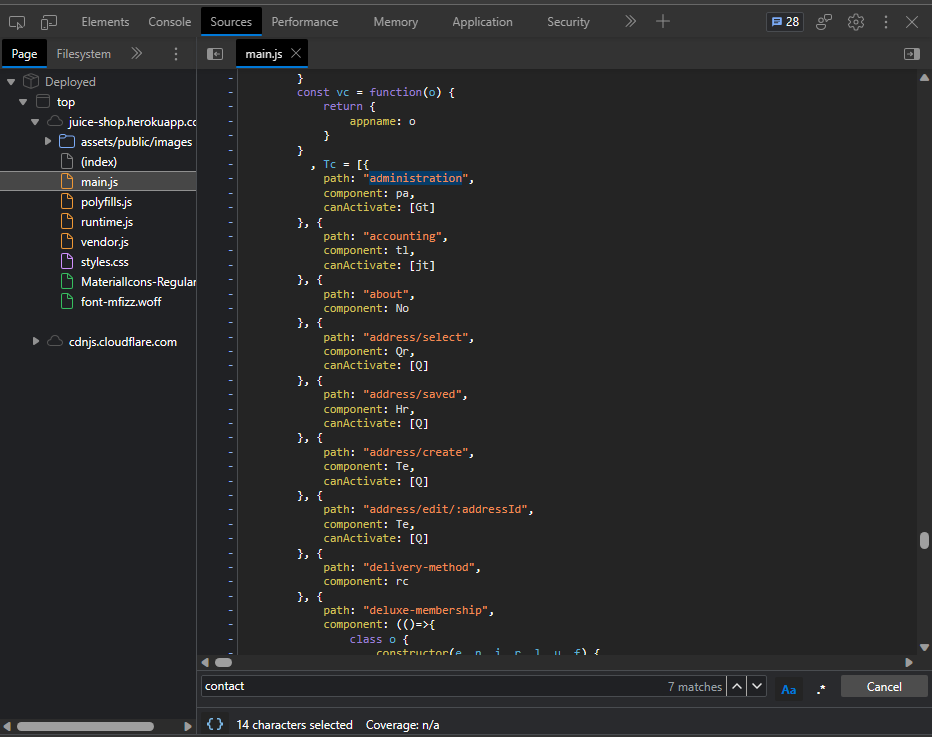 Elements Console Sources Performance Memory Application Security 28
Page Filesystem main.js
Deployed
top
juice-shop.herokuapp.co
assets/public/images
(index)
main.js
polyfills.js
runtime.js
vendor.js
styles.css
MaterialIcons-Regular
font-mfizz.woff
cdnjs.cloudflare.com
}
const vc = function(o) {
return {
appname: o
}
}
, Tc = [{
path: "administration",
component: pa,
canActivate: [Gt]
}, {
path: "accounting",
component: tl,
canActivate: [jt]
}, {
path: "about",
component: No
}, {
path: "address/select",
component: Qr,
canActivate: [Q]
}, {
path: "address/saved",
component: Hr,
canActivate: [Q]
}, {
path: "address/create",
component: Te,
canActivate: [Q]
}, {
path: "address/edit/:addressId",
component: Te,
canActivate: [Q]
}, {
path: "delivery-method",
component: rc
}, {
path: "deluxe-membership",
component: (()=>{
class o {
constructor(e, n, i, r, l, u, f) {
contact 7 matches Aa .* Cancel
{} 14 characters selected Coverage: n/a